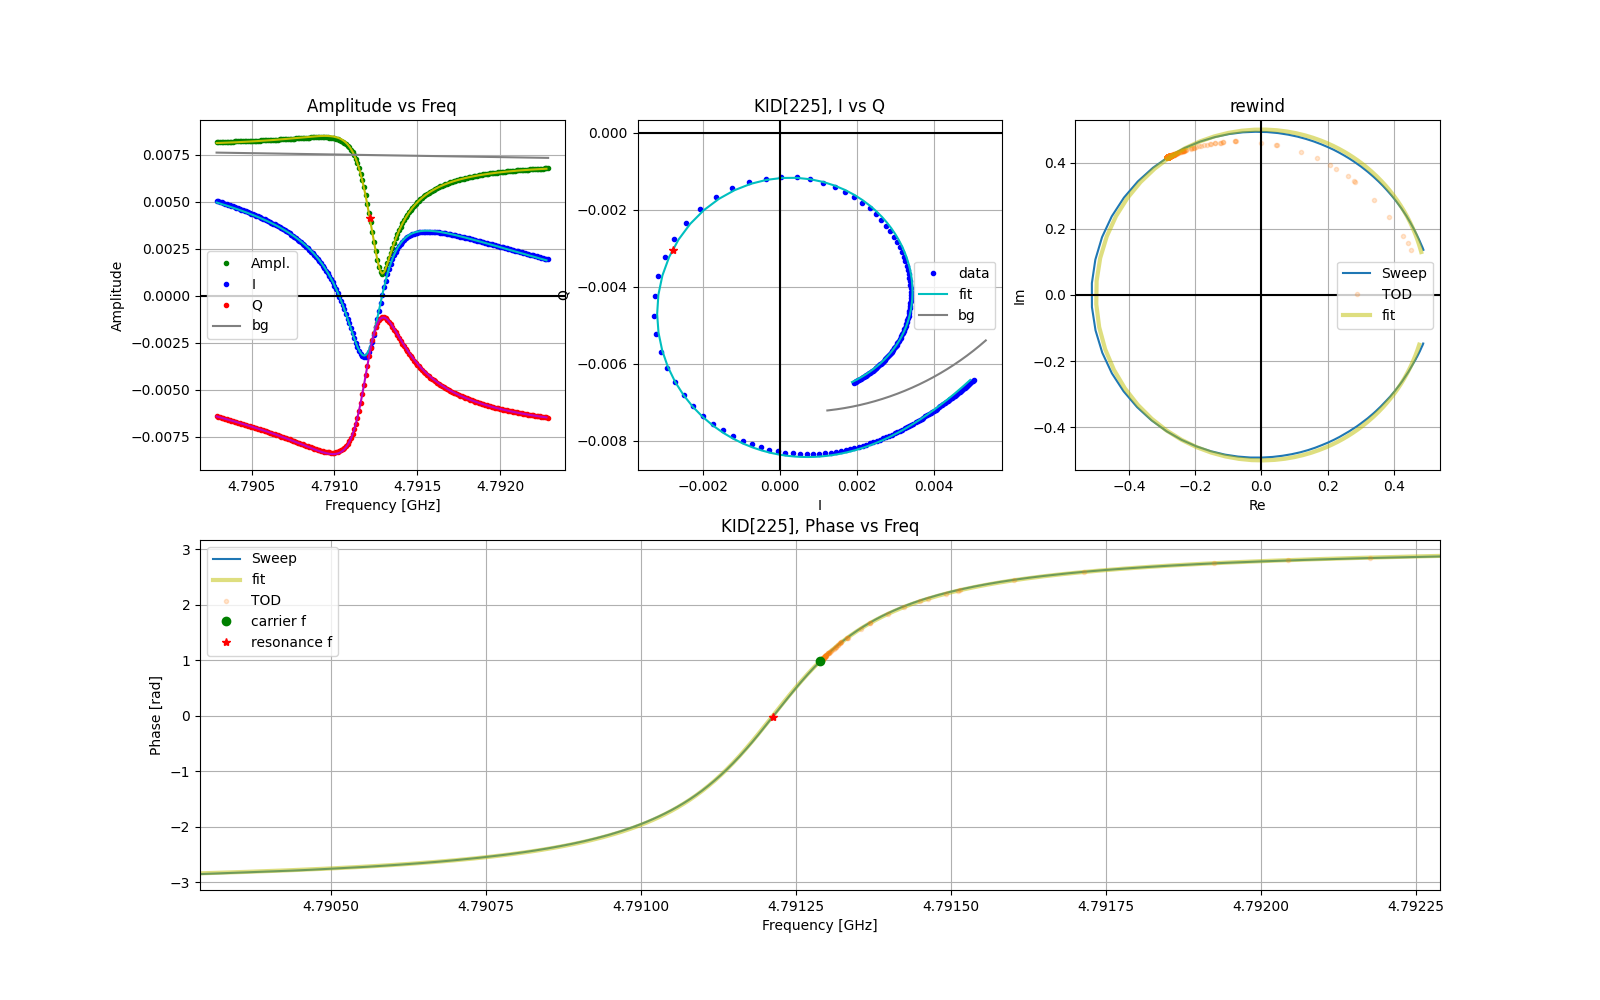 Amplitude vs Freq
Amplitude
0.0075
0.0050
0.0025
0.0000
−0.0025
−0.0050
−0.0075
Ampl.
I
Q
bg
4.7905
4.7910
4.7915
4.7920
Frequency [GHz]
KID[225], I vs Q
Q
0.000
−0.002
−0.004
−0.006
−0.008
data
fit
bg
−0.002
0.000
0.002
0.004
I
rewind
Im
0.4
0.2
0.0
−0.2
−0.4
Sweep
TOD
fit
−0.4
−0.2
0.0
0.2
0.4
Re
KID[225], Phase vs Freq
Phase [rad]
3
2
1
0
−1
−2
−3
Sweep
fit
TOD
carrier f
resonance f
4.79050
4.79075
4.79100
4.79125
4.79150
4.79175
4.79200
4.79225
Frequency [GHz]